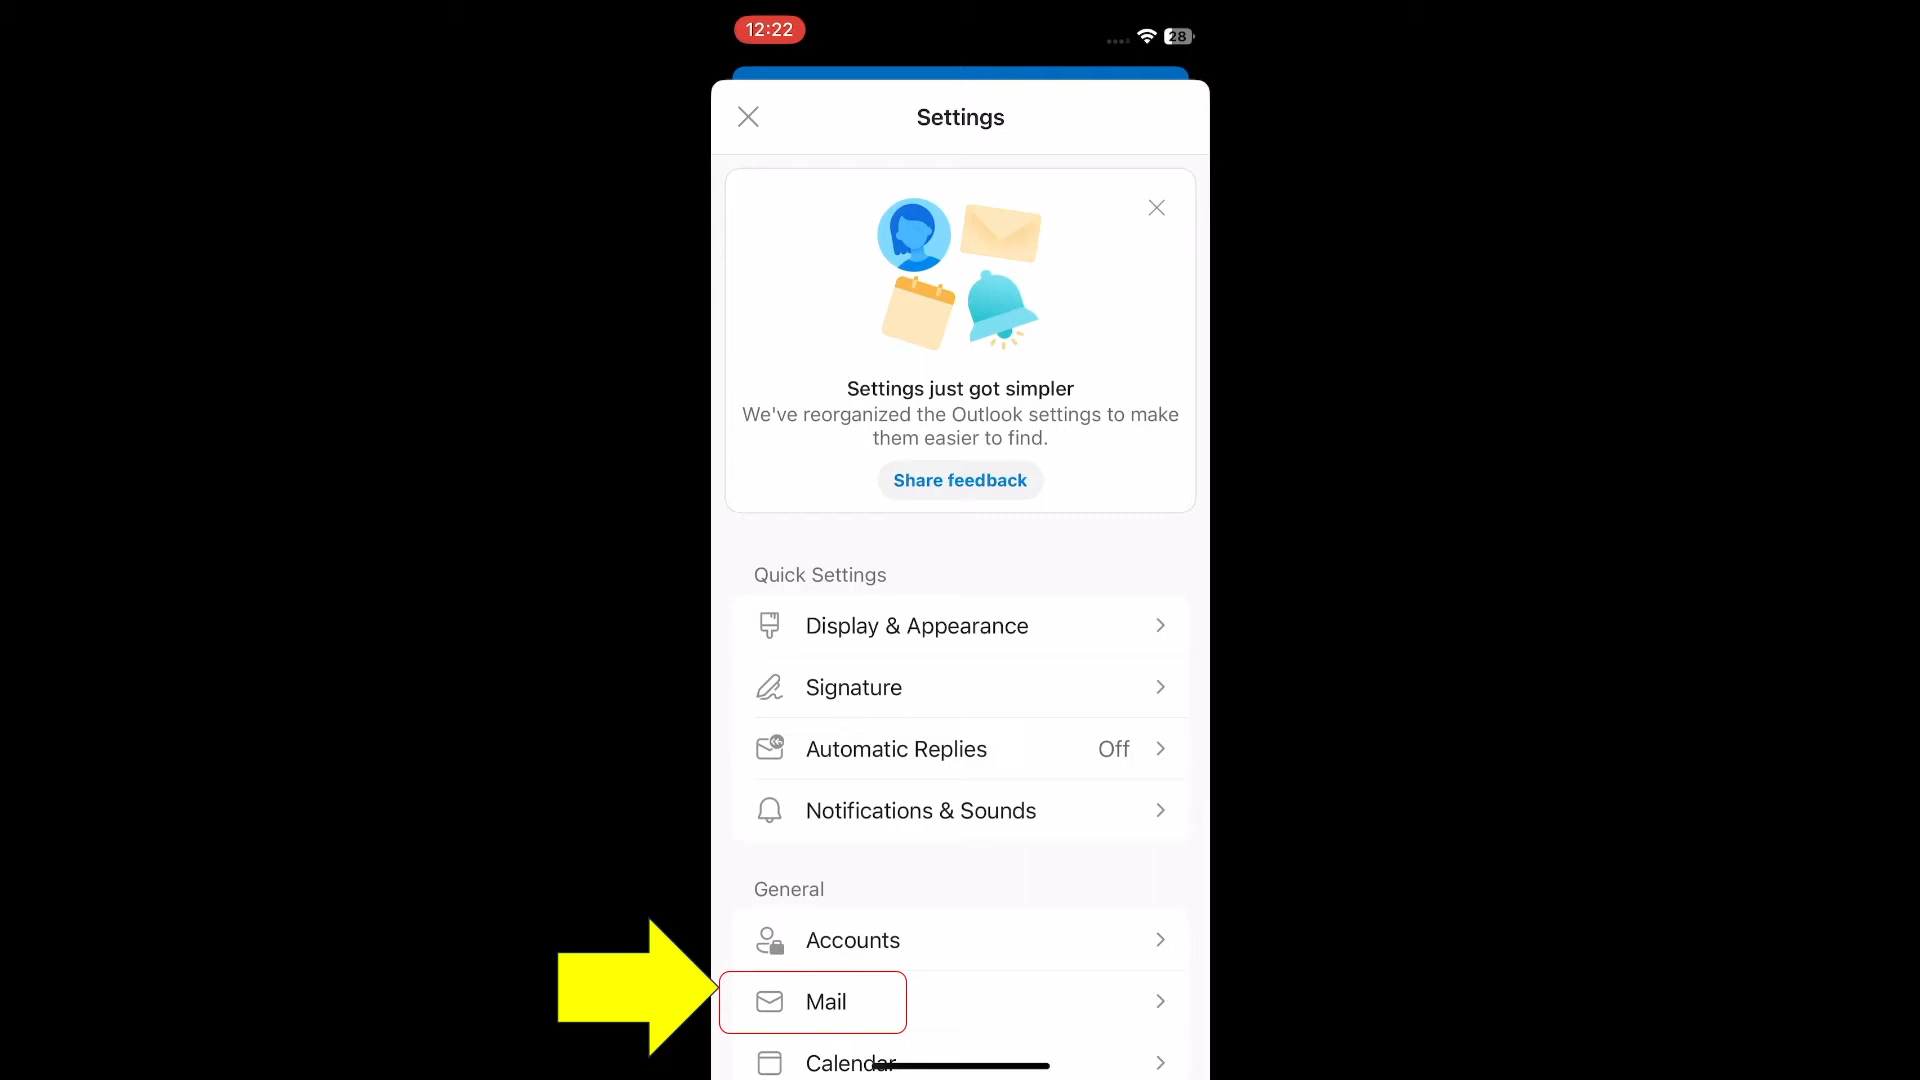 12:22
28
Settings
Settings just got simpler
We've reorganized the Outlook settings to make
them easier to find.
Share feedback
Quick Settings
Display & Appearance
Signature
Automatic Replies Off
Notifications & Sounds
General
Accounts
Mail
Calendar